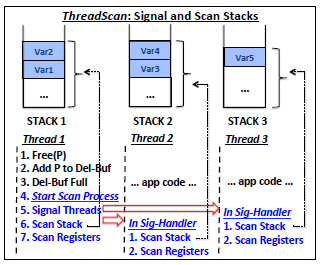 ThreadScan: Signal and Scan Stacks
Var2
Var1
...
STACK 1
Var4
Var3
...
STACK 2
Var5
...
STACK 3
Thread 1
1. Free(P)
2. Add P to Del-Buf
3. Del-Buf Full
4. Start Scan Process
5. Signal Threads
6. Scan Stack
7. Scan Registers
Thread 2
... app code ...
In Sig-Handler
1. Scan Stack
2. Scan Registers
Thread 3
... app code ...
In Sig-Handler
1. Scan Stack
2. Scan Registers